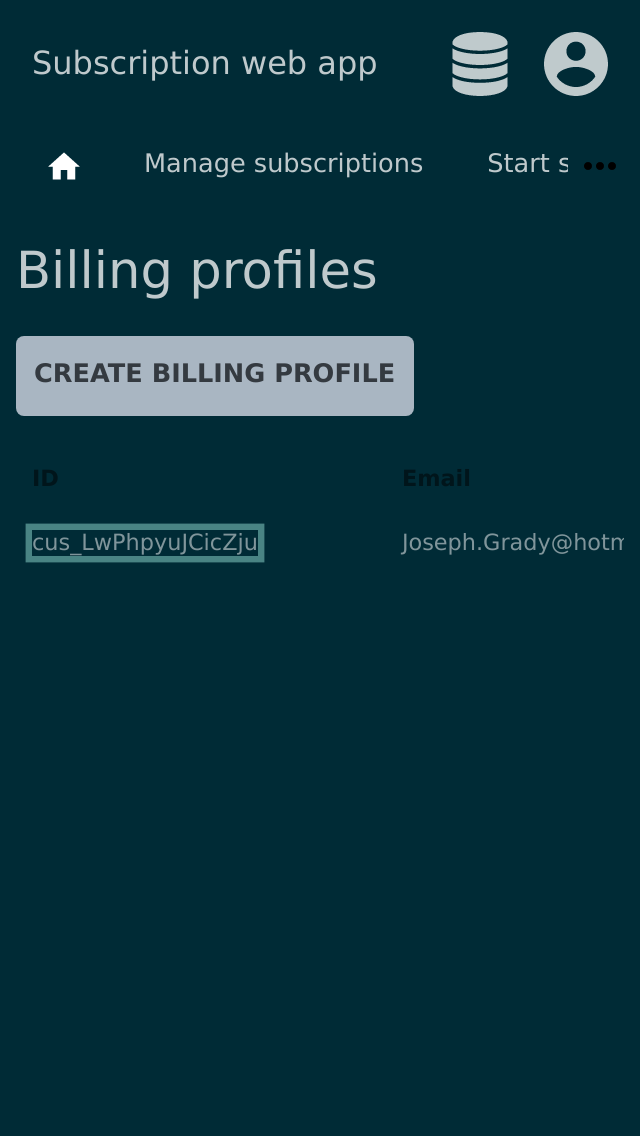 Subscription web app
Manage subscriptions Start s
Billing profiles
CREATE BILLING PROFILE
ID Email
cus_LwPhpyuJCicZju Joseph.Grady@hotm